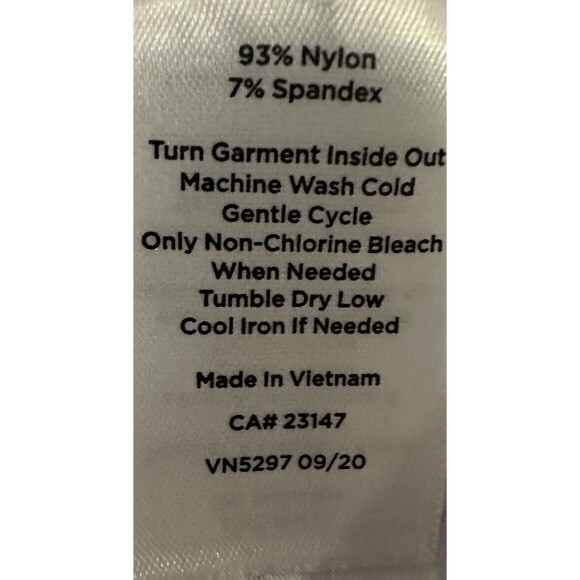 93% Nylon
7% Spandex
Turn Garment Inside Out
Machine Wash Cold
Gentle Cycle
Only Non-Chlorine Bleach
When Needed
Tumble Dry Low
Cool Iron If Needed
Made In Vietnam
CA# 23147
VN5297 09/20